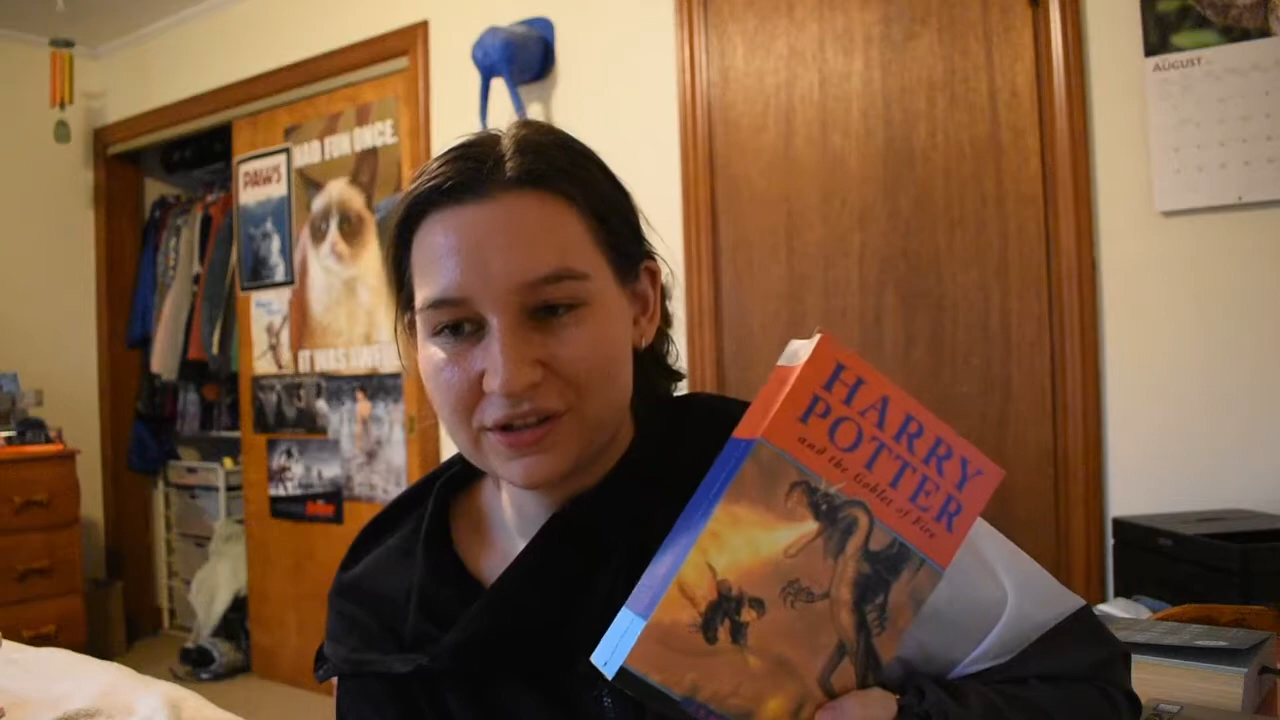 HAD FUN ONCE.
PAWS
IT WAS AWFUL
AUGUST
HARRY
POTTER
and the Goblet of Fire